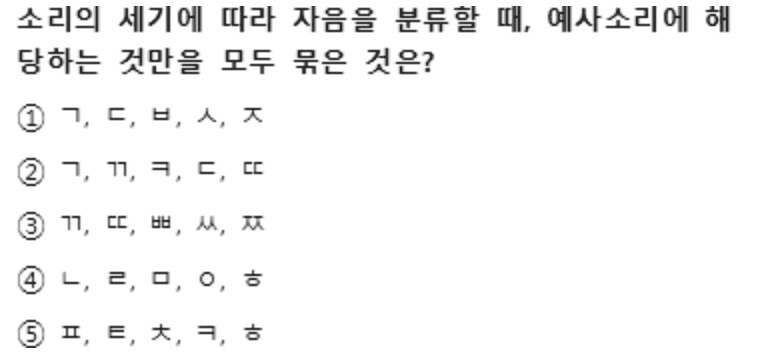 소리의 세기에 따라 자음을 분류할 때, 예사소리에 해
당하는 것만을 모두 묶은 것은?
① ㄱ, ㄷ, ㅂ, ㅅ, ㅈ
② ㄱ, ㄲ, ㅋ, ㄷ, ㄸ
③ ㄲ, ㄸ, ㅃ, ㅆ, ㅉ
④ ㄴ, ㄹ, ㅁ, ㅇ, ㅎ
⑤ ㅍ, ㅌ, ㅊ, ㅋ, ㅎ